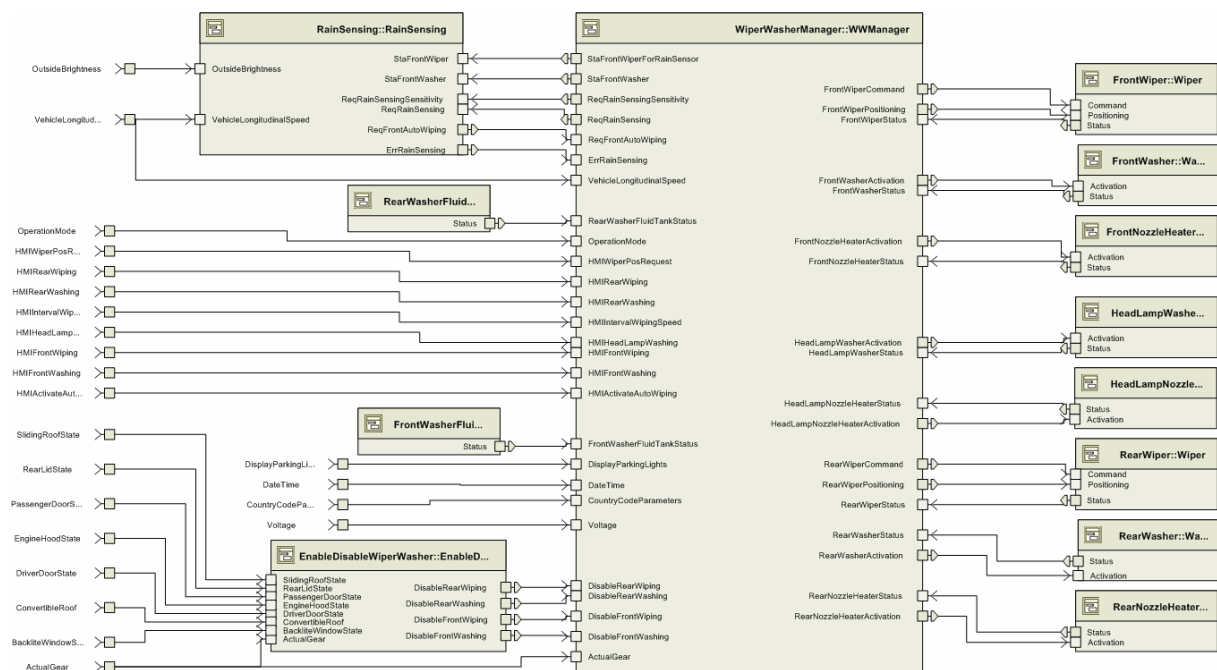 RainSensing::RainSensing
WiperWasherManager::WWManager
OutsideBrightness
VehicleLongitud...
OutsideBrightness
VehicleLongitudinalSpeed
StaFrontWiper
StaFrontWasher
ReqRainSensingSensitivity
ReqRainSensing
ReqFrontAutoWiping
ErrRainSensing
RearWasherFluid...
Status
OperationMode
HMIWiperPosR...
HMIRearWiping
HMIRearWashing
HMIIntervalWip...
HMIHeadLamp...
HMIFrontWiping
HMIFrontWashing
HMIActivateAut...
FrontWasherFlui...
Status
SlidingRoofState
RearLidState
PassengerDoorS...
EngineHoodState
DriverDoorState
ConvertibleRoof
BackliteWindowS...
ActualGear
DisplayParkingLi...
DateTime
CountryCodePa...
Voltage
EnableDisableWiperWasher::EnableD...
SlidingRoofState
RearLidState
PassengerDoorState
EngineHoodState
DriverDoorState
ConvertibleRoof
BackliteWindowState
ActualGear
DisableRearWiping
DisableRearWashing
DisableFrontWiping
DisableFrontWashing
StaFrontWiperForRainSensor
StaFrontWasher
ReqRainSensingSensitivity
ReqRainSensing
ReqFrontAutoWiping
ErrRainSensing
VehicleLongitudinalSpeed
RearWasherFluidTankStatus
OperationMode
HMIWiperPosRequest
HMIRearWiping
HMIRearWashing
HMIIntervalWipingSpeed
HMIHeadLampWashing
HMIFrontWiping
HMIFrontWashing
HMIActivateAutoWiping
FrontWasherFluidTankStatus
DisplayParkingLights
DateTime
CountryCodeParameters
Voltage
DisableRearWiping
DisableRearWashing
DisableFrontWiping
DisableFrontWashing
ActualGear
FrontWiperCommand
FrontWiperPositioning
FrontWiperStatus
FrontWasherActivation
FrontWasherStatus
FrontNozzleHeaterActivation
FrontNozzleHeaterStatus
HeadLampWasherActivation
HeadLampWasherStatus
HeadLampNozzleHeaterStatus
HeadLampNozzleHeaterActivation
RearWiperCommand
RearWiperPositioning
RearWiperStatus
RearWasherStatus
RearWasherActivation
RearNozzleHeaterStatus
RearNozzleHeaterActivation
FrontWiper::Wiper
Command
Positioning
Status
FrontWasher::Wa...
Activation
Status
FrontNozzleHeater...
Activation
Status
HeadLampWashe...
Activation
Status
HeadLampNozzle...
Status
Activation
RearWiper::Wiper
Command
Positioning
Status
RearWasher::Wa...
Status
Activation
RearNozzleHeater...
Status
Activation